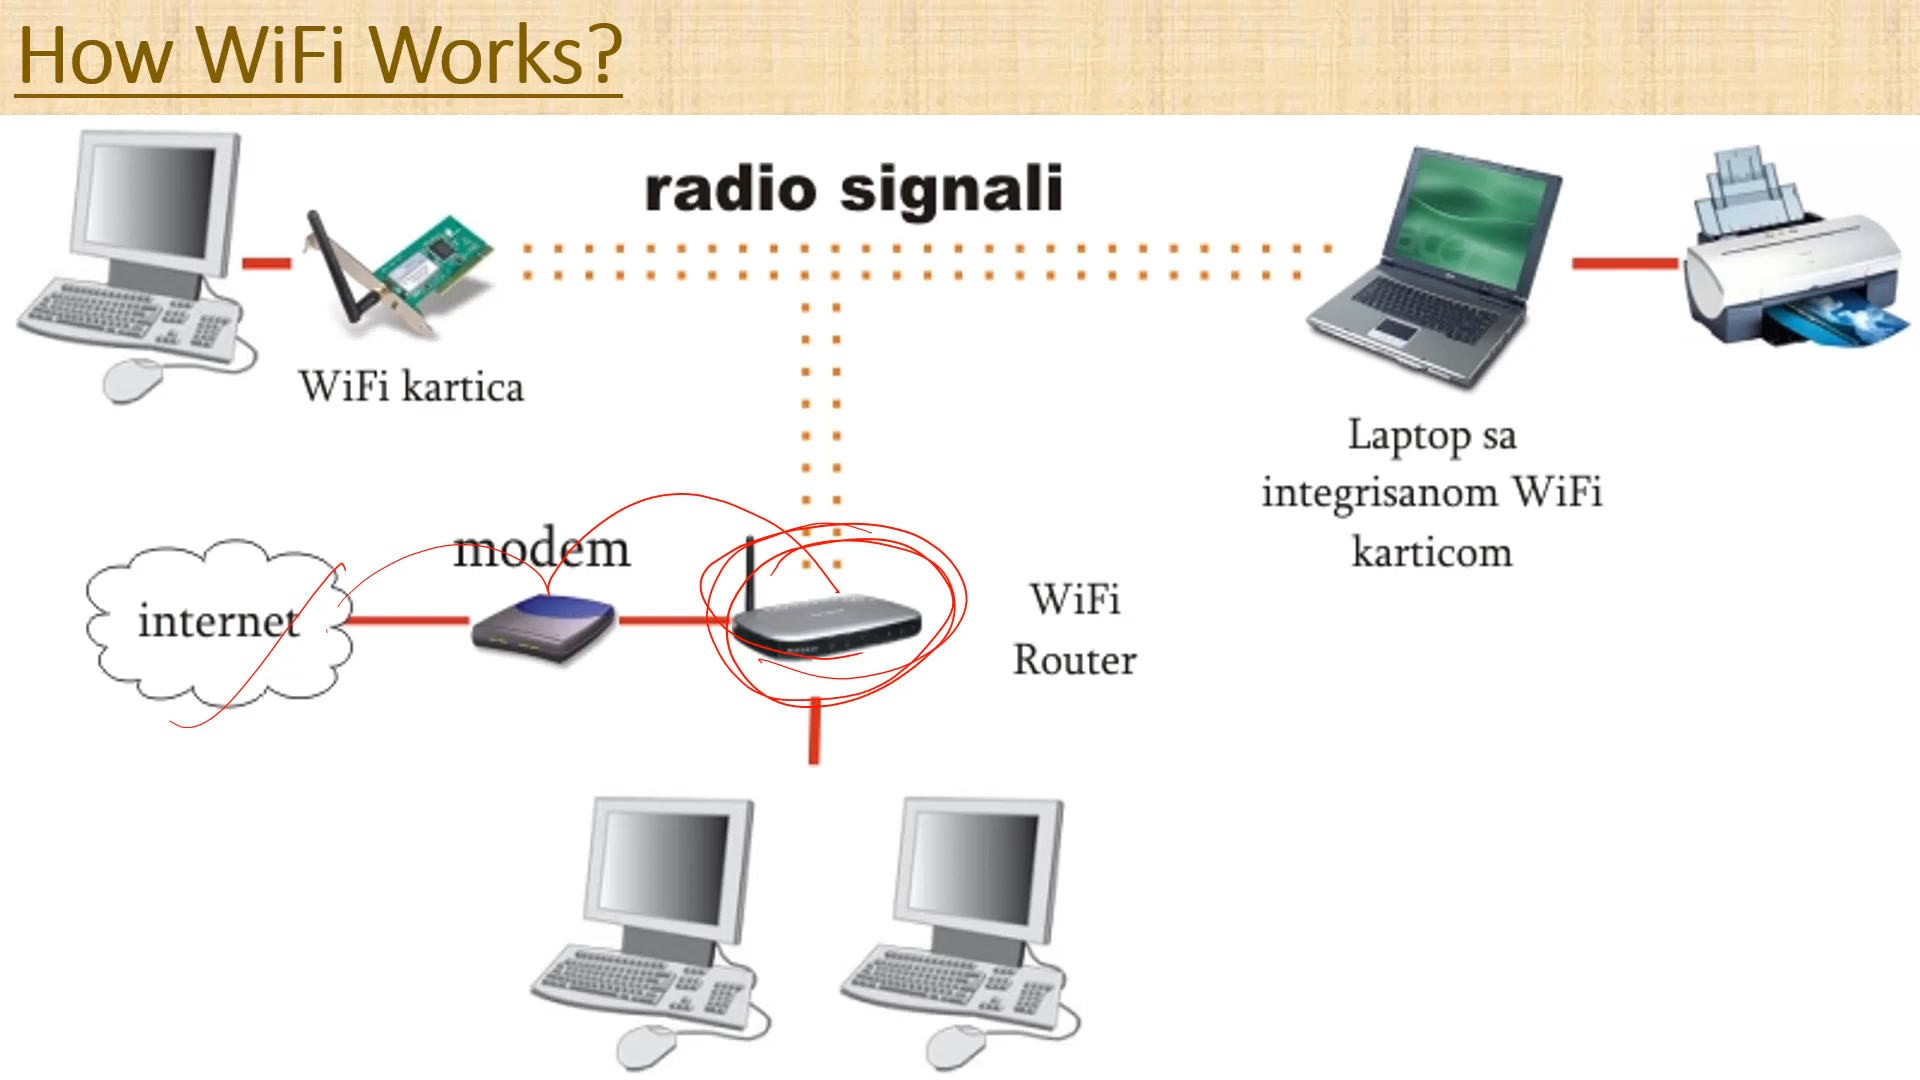 How WiFi Works?
radio signali
WiFi kartica
Laptop sa
integrisanom WiFi
karticom
modem
internet
WiFi
Router